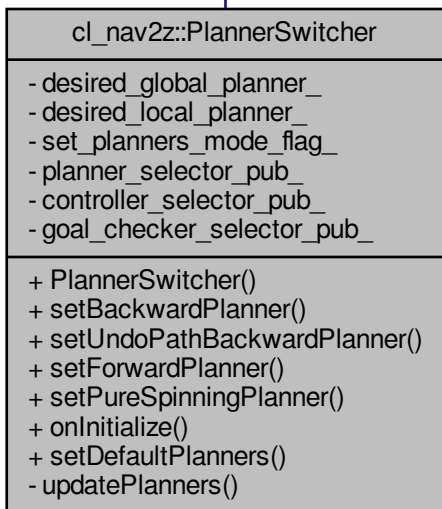 cl_nav2z::PlannerSwitcher
- desired_global_planner_
- desired_local_planner_
- set_planners_mode_flag_
- planner_selector_pub_
- controller_selector_pub_
- goal_checker_selector_pub_
+ PlannerSwitcher()
+ setBackwardPlanner()
+ setUndoPathBackwardPlanner()
+ setForwardPlanner()
+ setPureSpinningPlanner()
+ onInitialize()
+ setDefaultPlanners()
- updatePlanners()